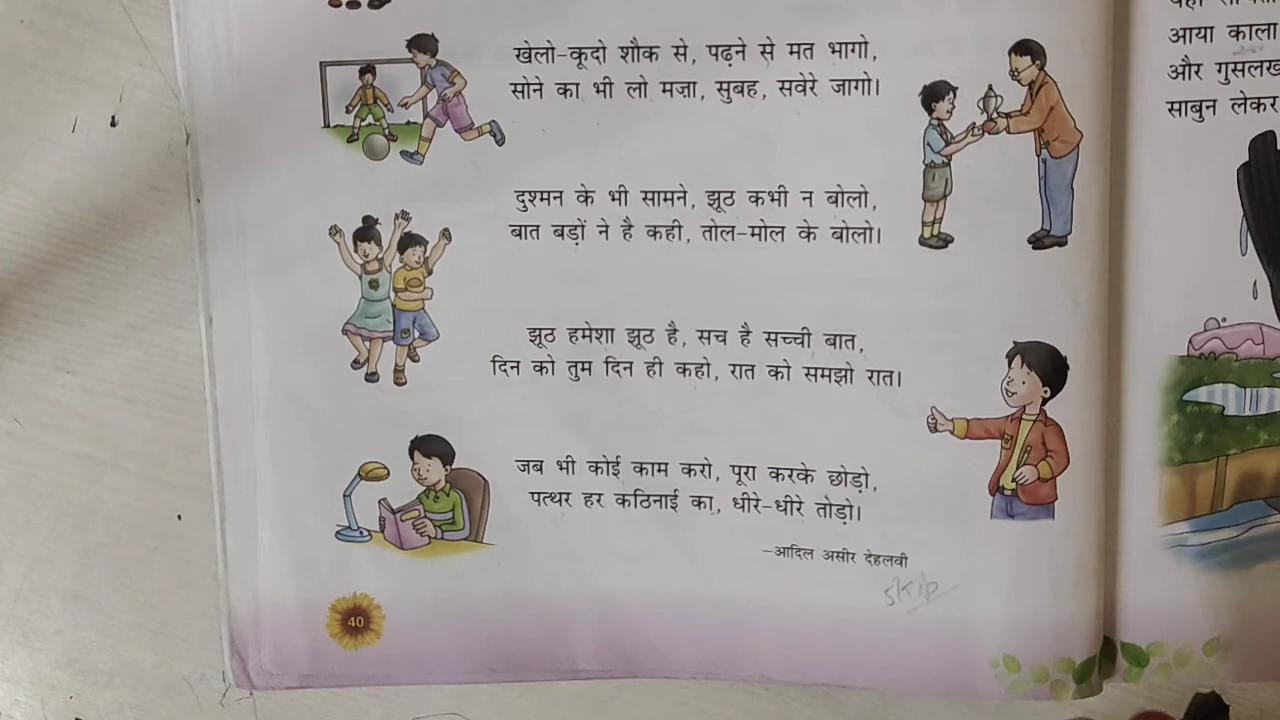 खेलो-कूदो शौक से, पढ़ने से मत भागो,
सोने का भी लो मज़ा, सुबह, सवेरे जागो।
दुश्मन के भी सामने, झूठ कभी न बोलो,
बात बड़ों ने है कही, तोल-मोल के बोलो।
झूठ हमेशा झूठ है, सच है सच्ची बात,
दिन को तुम दिन ही कहो, रात को समझो रात।
जब भी कोई काम करो, पूरा करके छोड़ो,
पत्थर हर कठिनाई का, धीरे-धीरे तोड़ो।
–आदिल असीर देहलवी
skip
40
आया काला
और गुसलख
साबुन लेकर